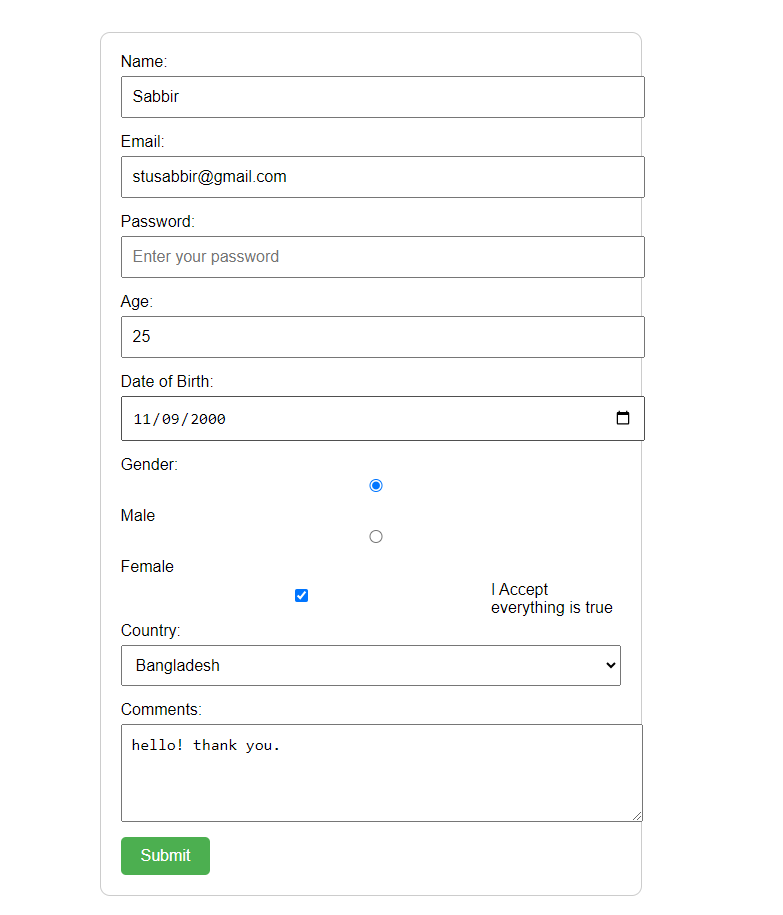 Name:
Sabbir
Email:
stusabbir@gmail.com
Password:
Enter your password
Age:
25
Date of Birth:
11/09/2000
Gender:
Male
Female
I Accept
everything is true
Country:
Bangladesh
Comments:
hello! thank you.
Submit